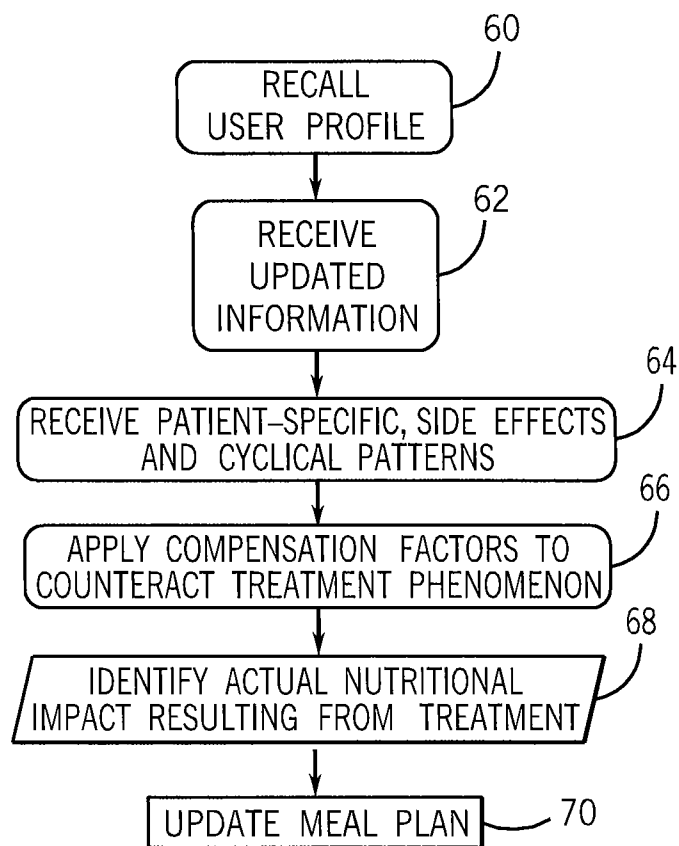 60
RECALL
USER PROFILE
62
RECEIVE
UPDATED
INFORMATION
64
RECEIVE PATIENT-SPECIFIC, SIDE EFFECTS
AND CYCLICAL PATTERNS
66
APPLY COMPENSATION FACTORS TO
COUNTERACT TREATMENT PHENOMENON
68
IDENTIFY ACTUAL NUTRITIONAL
IMPACT RESULTING FROM TREATMENT
UPDATE MEAL PLAN
70